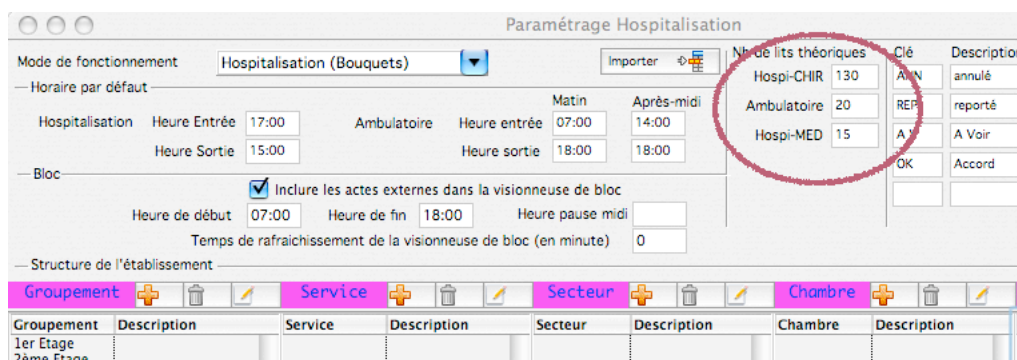 Paramétrage Hospitalisation
Mode de fonctionnement Hospitalisation (Bouquets) Importer Nb de lits théoriques Clé Description
Horaire par défaut Hospi-CHIR 130 annulé
Matin Après-midi
Hospitalisation Heure Entrée 17:00 Ambulatoire Heure entrée 07:00 14:00 Ambulatoire 20 REP reporté
Heure Sortie 15:00 Heure sortie 18:00 18:00 Hospi-MED 15 A Voir
Bloc OK Accord
Inclure les actes externes dans la visionneuse de bloc
Heure de début 07:00 Heure de fin 18:00 Heure pause midi
Temps de rafraichissement de la visionneuse de bloc (en minute) 0
Structure de l'établissement
Groupement Service Secteur Chambre
Groupement Description Service Description Secteur Description Chambre Description
1er Etage
2ème Etage